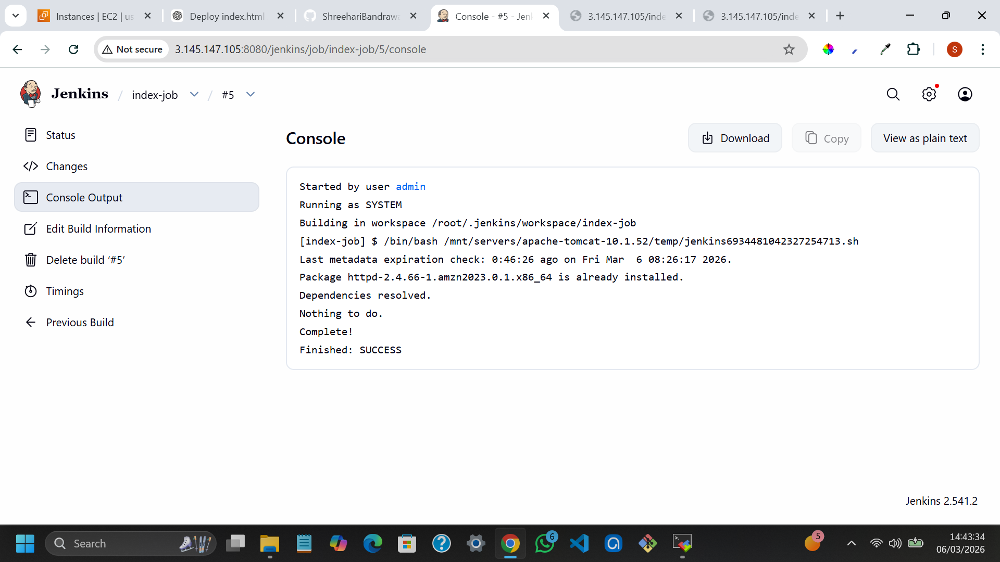 Instances | EC2 | us
Deploy index.html
ShreehariBandrawa
Console - #5 - Jenk
3.145.147.105/inde
3.145.147.105/inde
Not secure
3.145.147.105:8080/jenkins/job/index-job/5/console
S
Jenkins / index-job / #5
Status
Changes
Console Output
Edit Build Information
Delete build ‘#5’
Timings
Previous Build
Console
Download
Copy
View as plain text
Started by user admin
Running as SYSTEM
Building in workspace /root/.jenkins/workspace/index-job
[index-job] $ /bin/bash /mnt/servers/apache-tomcat-10.1.52/temp/jenkins6934481042327254713.sh
Last metadata expiration check: 0:46:26 ago on Fri Mar  6 08:26:17 2026.
Package httpd-2.4.66-1.amzn2023.0.1.x86_64 is already installed.
Dependencies resolved.
Nothing to do.
Complete!
Finished: SUCCESS
Jenkins 2.541.2
Search
6
5
14:43:34
06/03/2026